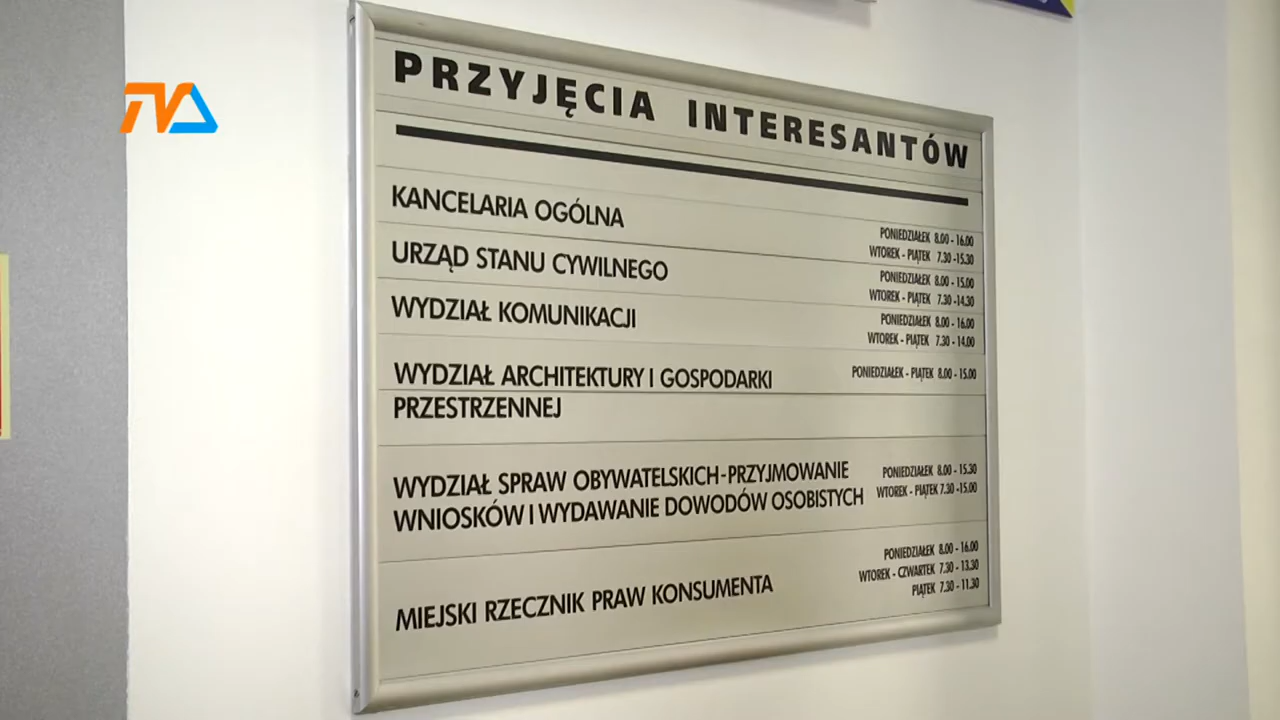 TVA
PRZYJĘCIA INTERESANTÓW
KANCELARIA OGÓLNA
PONIEDZIAŁEK 8.00 - 16.00
WTOREK - PIĄTEK 7.30 -15.30
URZĄD STANU CYWILNEGO
PONIEDZIAŁEK 8.00 - 15.00
WTOREK - PIĄTEK 7.30 -14.30
WYDZIAŁ KOMUNIKACJI
PONIEDZIAŁEK 8.00 - 16.00
WTOREK - PIĄTEK 7.30 -14.00
WYDZIAŁ ARCHITEKTURY I GOSPODARKI
PRZESTRZENNEJ
PONIEDZIAŁEK - PIĄTEK 8.00 - 15.00
WYDZIAŁ SPRAW OBYWATELSKICH-PRZYJMOWANIE
WNIOSKÓW I WYDAWANIE DOWODÓW OSOBISTYCH
PONIEDZIAŁEK 8.00 - 15.30
WTOREK - PIĄTEK 7.30 -15.00
MIEJSKI RZECZNIK PRAW KONSUMENTA
PONIEDZIAŁEK 8.00 - 16.00
WTOREK - CZWARTEK 7.30 - 13.30
PIĄTEK 7.30 - 11.30